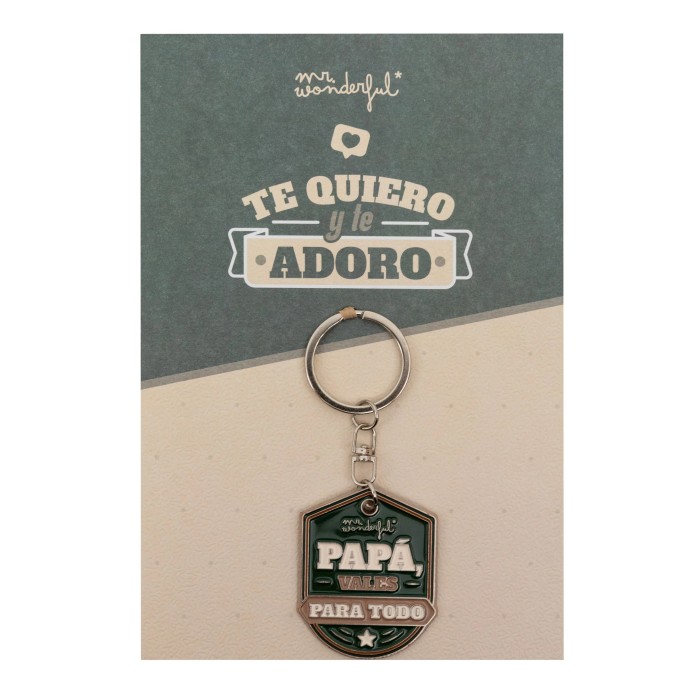 mr.
wonderful*
TE QUIERO
y te
ADORO
mr.
wonderful*
PAPÁ,
VALES
PARA TODO